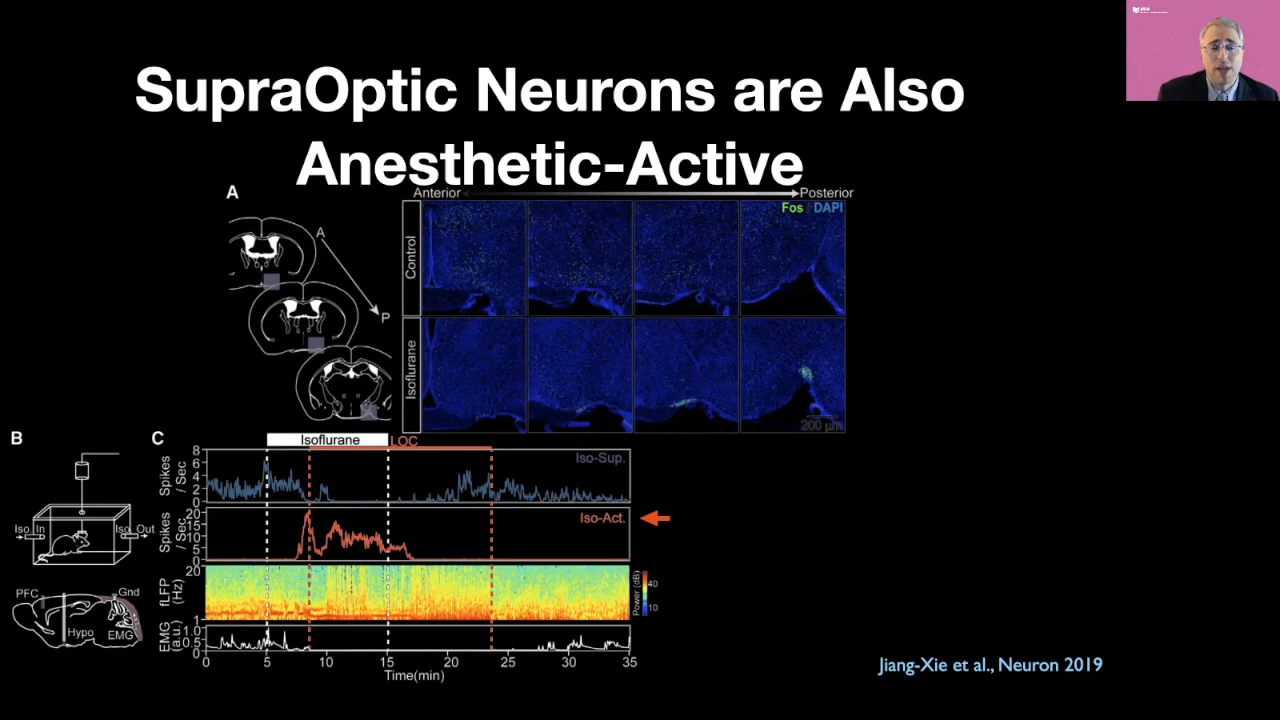 SupraOptic Neurons are Also
Anesthetic-Active
A
Anterior
Posterior
Fos DAPI
A
P
Control
Isoflurane
200 μm
B
C
Isoflurane
LOC
Iso In
Iso Out
PFC
Gnd
Hypo
EMG
Spikes
/ Sec
8
6
4
2
0
Iso-Sup.
Spikes
/ Sec
20
15
10
5
0
Iso-Act.
fLFP
(Hz)
20
1
Power (dB)
40
10
EMG
(a.u.)
1.0
0.5
0
0 5 10 15 20 25 30 35
Time(min)
Jiang-Xie et al., Neuron 2019